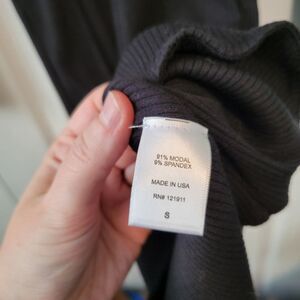 91% MODAL
9% SPANDEX
MADE IN USA
RN# 121911
S